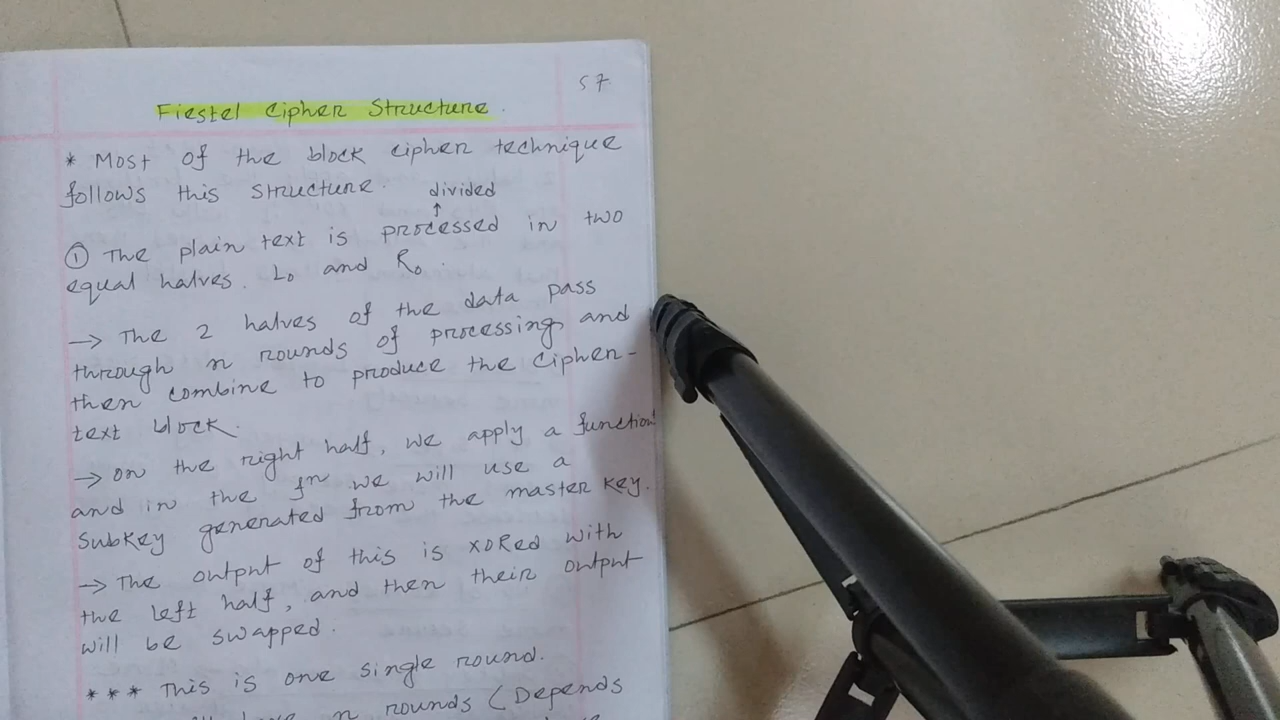 57
Fiestel Cipher Structure.
* Most of the block cipher technique
follows this structure.
divided
↑
① The plain text is processed in two
equal halves. L₀ and R₀.
→ The 2 halves of the data pass
through n rounds of processing and
then combine to produce the cipher-
text block.
→ on the right half, we apply a function
and in the fⁿ we will use a
subkey generated from the master key.
→ The output of this is XORed with
the left half, and then their output
will be swapped.
* * * This is one single round.
n rounds (Depends